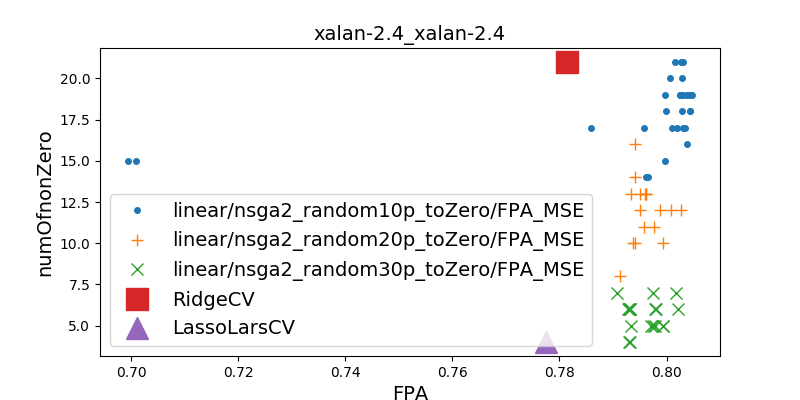 xalan-2.4_xalan-2.4
numOfnonZero
20.0
17.5
15.0
12.5
10.0
7.5
5.0
linear/nsga2_random10p_toZero/FPA_MSE
linear/nsga2_random20p_toZero/FPA_MSE
linear/nsga2_random30p_toZero/FPA_MSE
RidgeCV
LassoLarsCV
0.70 0.72 0.74 0.76 0.78 0.80
FPA